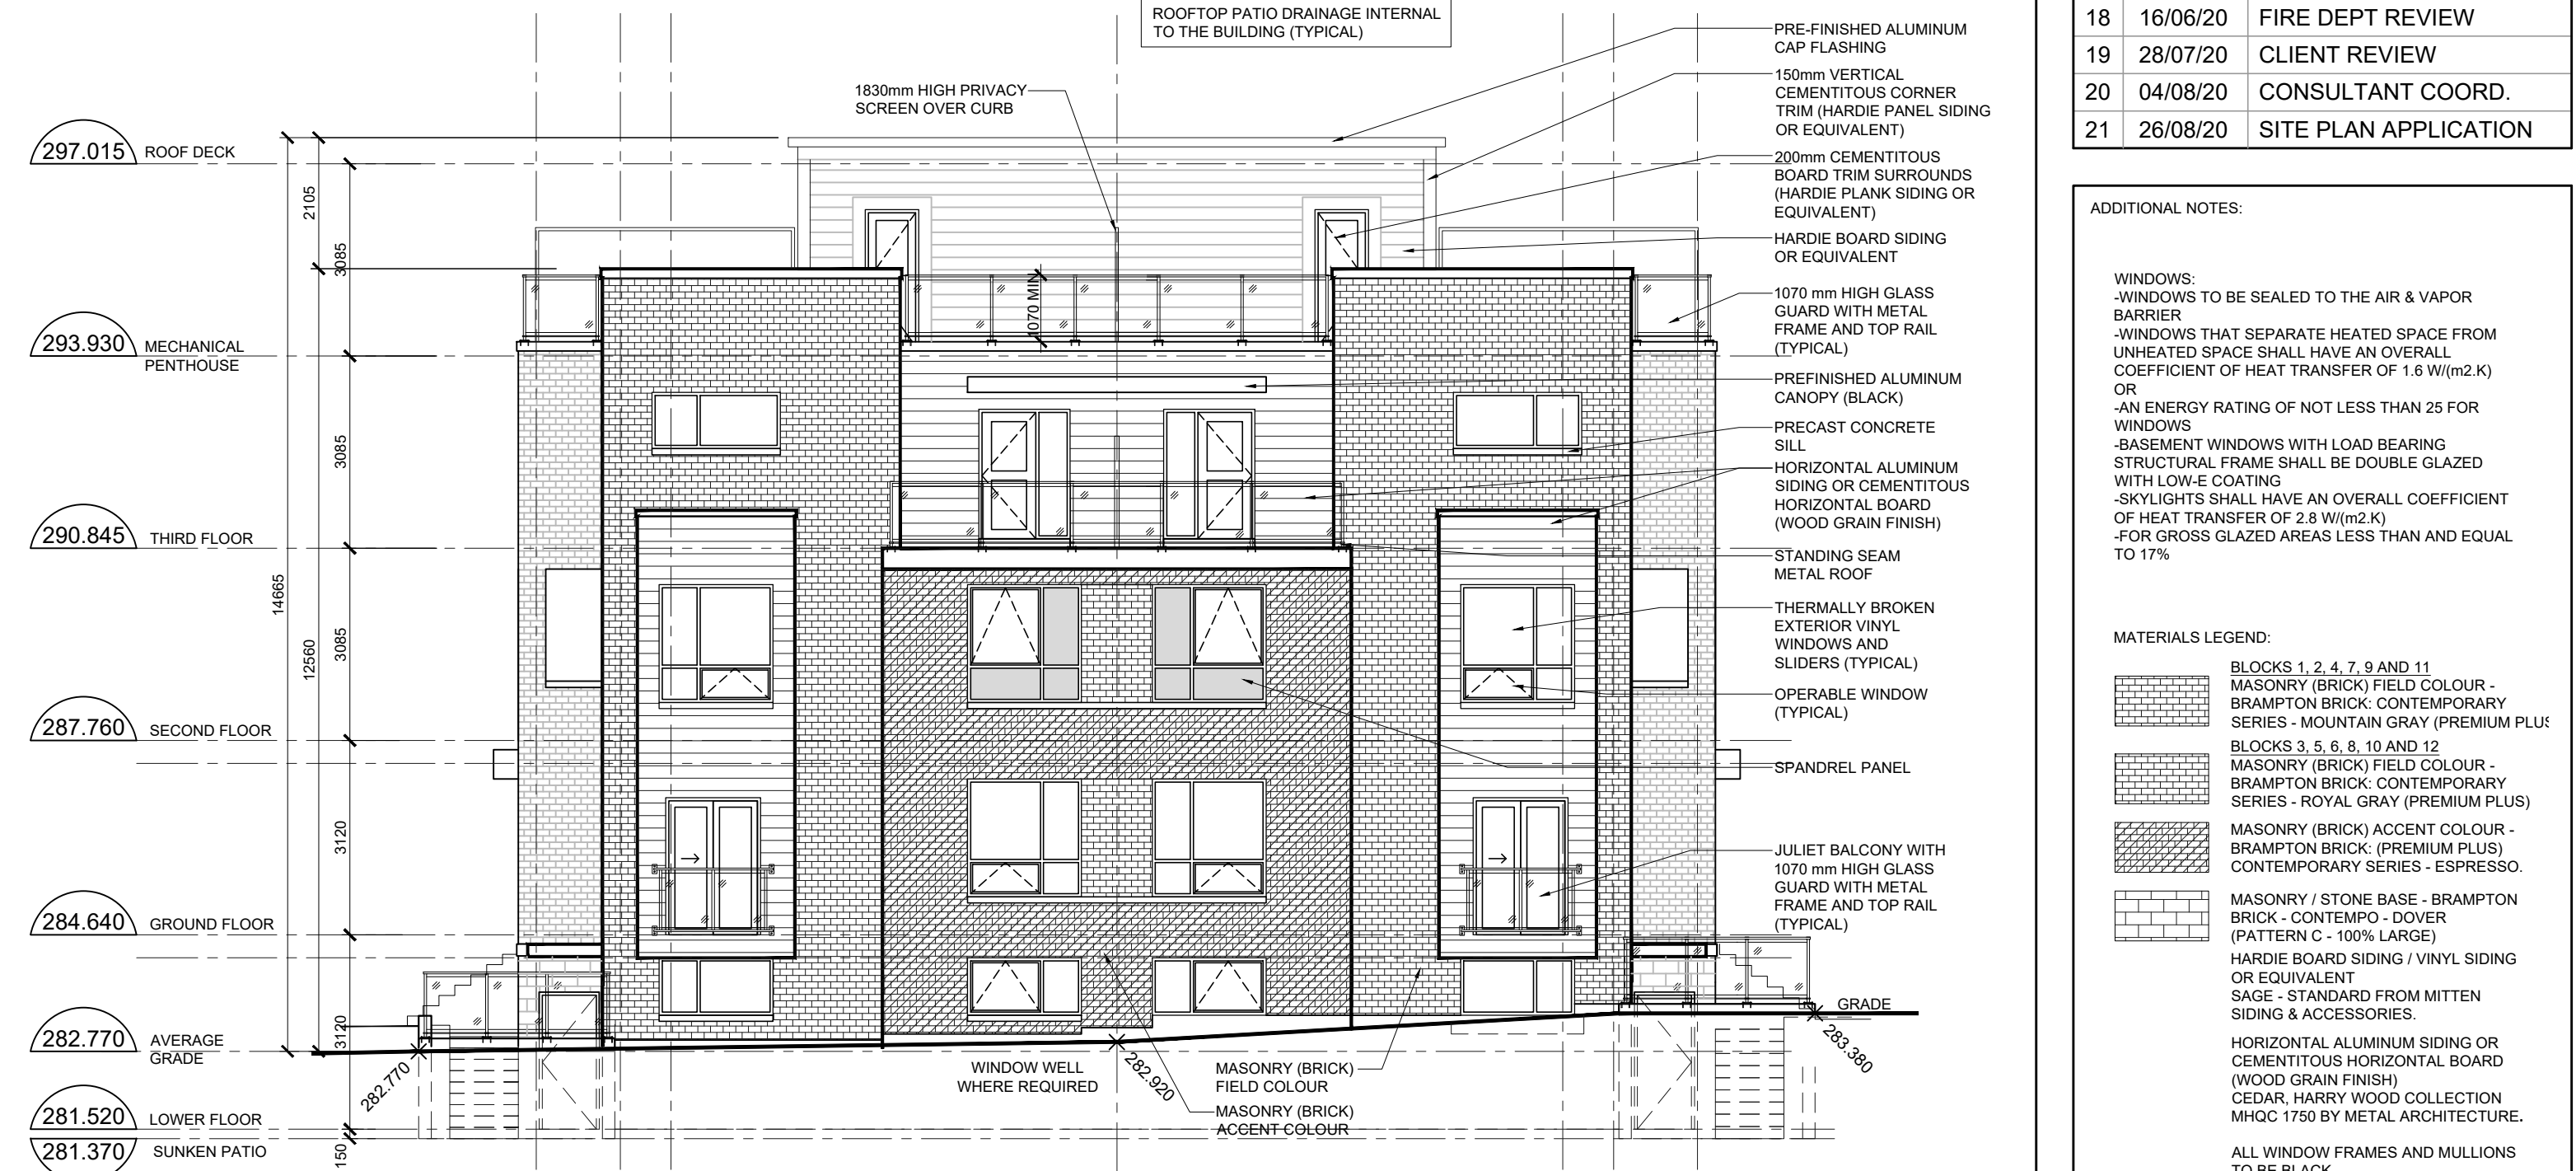 ROOFTOP PATIO DRAINAGE INTERNAL
TO THE BUILDING (TYPICAL)
1830mm HIGH PRIVACY
SCREEN OVER CURB
297.015 ROOF DECK
293.930 MECHANICAL
PENTHOUSE
290.845 THIRD FLOOR
287.760 SECOND FLOOR
284.640 GROUND FLOOR
282.770 AVERAGE
GRADE
281.520 LOWER FLOOR
281.370 SUNKEN PATIO
14665
2105
12560
3085
3085
3085
3120
3120
150
1070 MIN
282.770
282.920
283.380
GRADE
WINDOW WELL
WHERE REQUIRED
MASONRY (BRICK)
FIELD COLOUR
MASONRY (BRICK)
ACCENT COLOUR
PRE-FINISHED ALUMINUM
CAP FLASHING
150mm VERTICAL
CEMENTITOUS CORNER
TRIM (HARDIE PANEL SIDING
OR EQUIVALENT)
200mm CEMENTITOUS
BOARD TRIM SURROUNDS
(HARDIE PLANK SIDING OR
EQUIVALENT)
HARDIE BOARD SIDING
OR EQUIVALENT
1070 mm HIGH GLASS
GUARD WITH METAL
FRAME AND TOP RAIL
(TYPICAL)
PREFINISHED ALUMINUM
CANOPY (BLACK)
PRECAST CONCRETE
SILL
HORIZONTAL ALUMINUM
SIDING OR CEMENTITOUS
HORIZONTAL BOARD
(WOOD GRAIN FINISH)
STANDING SEAM
METAL ROOF
THERMALLY BROKEN
EXTERIOR VINYL
WINDOWS AND
SLIDERS (TYPICAL)
OPERABLE WINDOW
(TYPICAL)
SPANDREL PANEL
JULIET BALCONY WITH
1070 mm HIGH GLASS
GUARD WITH METAL
FRAME AND TOP RAIL
(TYPICAL)
18 16/06/20 FIRE DEPT REVIEW
19 28/07/20 CLIENT REVIEW
20 04/08/20 CONSULTANT COORD.
21 26/08/20 SITE PLAN APPLICATION
ADDITIONAL NOTES:
WINDOWS:
-WINDOWS TO BE SEALED TO THE AIR & VAPOR
BARRIER
-WINDOWS THAT SEPARATE HEATED SPACE FROM
UNHEATED SPACE SHALL HAVE AN OVERALL
COEFFICIENT OF HEAT TRANSFER OF 1.6 W/(m2.K)
OR
-AN ENERGY RATING OF NOT LESS THAN 25 FOR
WINDOWS
-BASEMENT WINDOWS WITH LOAD BEARING
STRUCTURAL FRAME SHALL BE DOUBLE GLAZED
WITH LOW-E COATING
-SKYLIGHTS SHALL HAVE AN OVERALL COEFFICIENT
OF HEAT TRANSFER OF 2.8 W/(m2.K)
-FOR GROSS GLAZED AREAS LESS THAN AND EQUAL
TO 17%
MATERIALS LEGEND:
BLOCKS 1, 2, 4, 7, 9 AND 11
MASONRY (BRICK) FIELD COLOUR -
BRAMPTON BRICK: CONTEMPORARY
SERIES - MOUNTAIN GRAY (PREMIUM PLUS
BLOCKS 3, 5, 6, 8, 10 AND 12
MASONRY (BRICK) FIELD COLOUR -
BRAMPTON BRICK: CONTEMPORARY
SERIES - ROYAL GRAY (PREMIUM PLUS)
MASONRY (BRICK) ACCENT COLOUR -
BRAMPTON BRICK: (PREMIUM PLUS)
CONTEMPORARY SERIES - ESPRESSO.
MASONRY / STONE BASE - BRAMPTON
BRICK - CONTEMPO - DOVER
(PATTERN C - 100% LARGE)
HARDIE BOARD SIDING / VINYL SIDING
OR EQUIVALENT
SAGE - STANDARD FROM MITTEN
SIDING & ACCESSORIES.
HORIZONTAL ALUMINUM SIDING OR
CEMENTITOUS HORIZONTAL BOARD
(WOOD GRAIN FINISH)
CEDAR, HARRY WOOD COLLECTION
MHQC 1750 BY METAL ARCHITECTURE.
ALL WINDOW FRAMES AND MULLIONS
TO BE BLACK